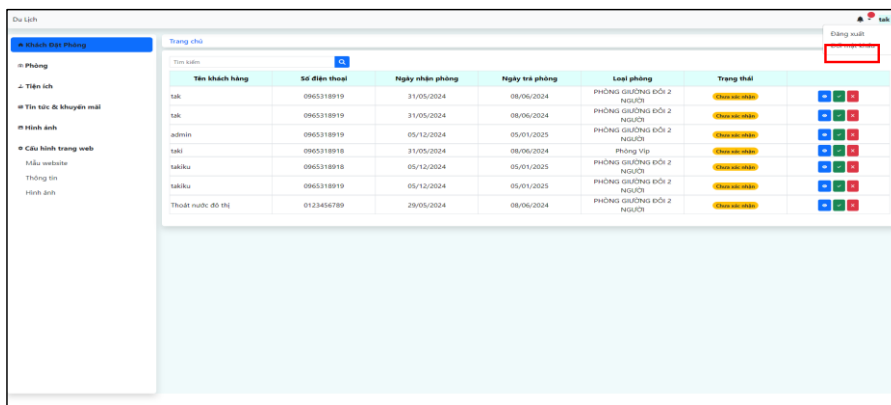 Du Lịch
tak
Đăng xuất
Đổi mật khẩu
Khách Đặt Phòng
Phòng
Tiện ích
Tin tức & khuyến mãi
Hình ảnh
Cấu hình trang web
Mẫu website
Thông tin
Hình ảnh
Trang chủ
Tìm kiếm
Tên khách hàng Số điện thoại Ngày nhận phòng Ngày trả phòng Loại phòng Trạng thái
tak 0965318919 31/05/2024 08/06/2024 PHÒNG GIƯỜNG ĐÔI 2 NGƯỜI Chưa xác nhận
tak 0965318919 31/05/2024 08/06/2024 PHÒNG GIƯỜNG ĐÔI 2 NGƯỜI Chưa xác nhận
admin 0965318919 05/12/2024 05/01/2025 PHÒNG GIƯỜNG ĐÔI 2 NGƯỜI Chưa xác nhận
taki 0965318918 31/05/2024 08/06/2024 Phòng Vip Chưa xác nhận
takiku 0965318918 05/12/2024 05/01/2025 PHÒNG GIƯỜNG ĐÔI 2 NGƯỜI Chưa xác nhận
takiku 0965318919 05/12/2024 05/01/2025 PHÒNG GIƯỜNG ĐÔI 2 NGƯỜI Chưa xác nhận
Thoát nước đô thị 0123456789 29/05/2024 08/06/2024 PHÒNG GIƯỜNG ĐÔI 2 NGƯỜI Chưa xác nhận